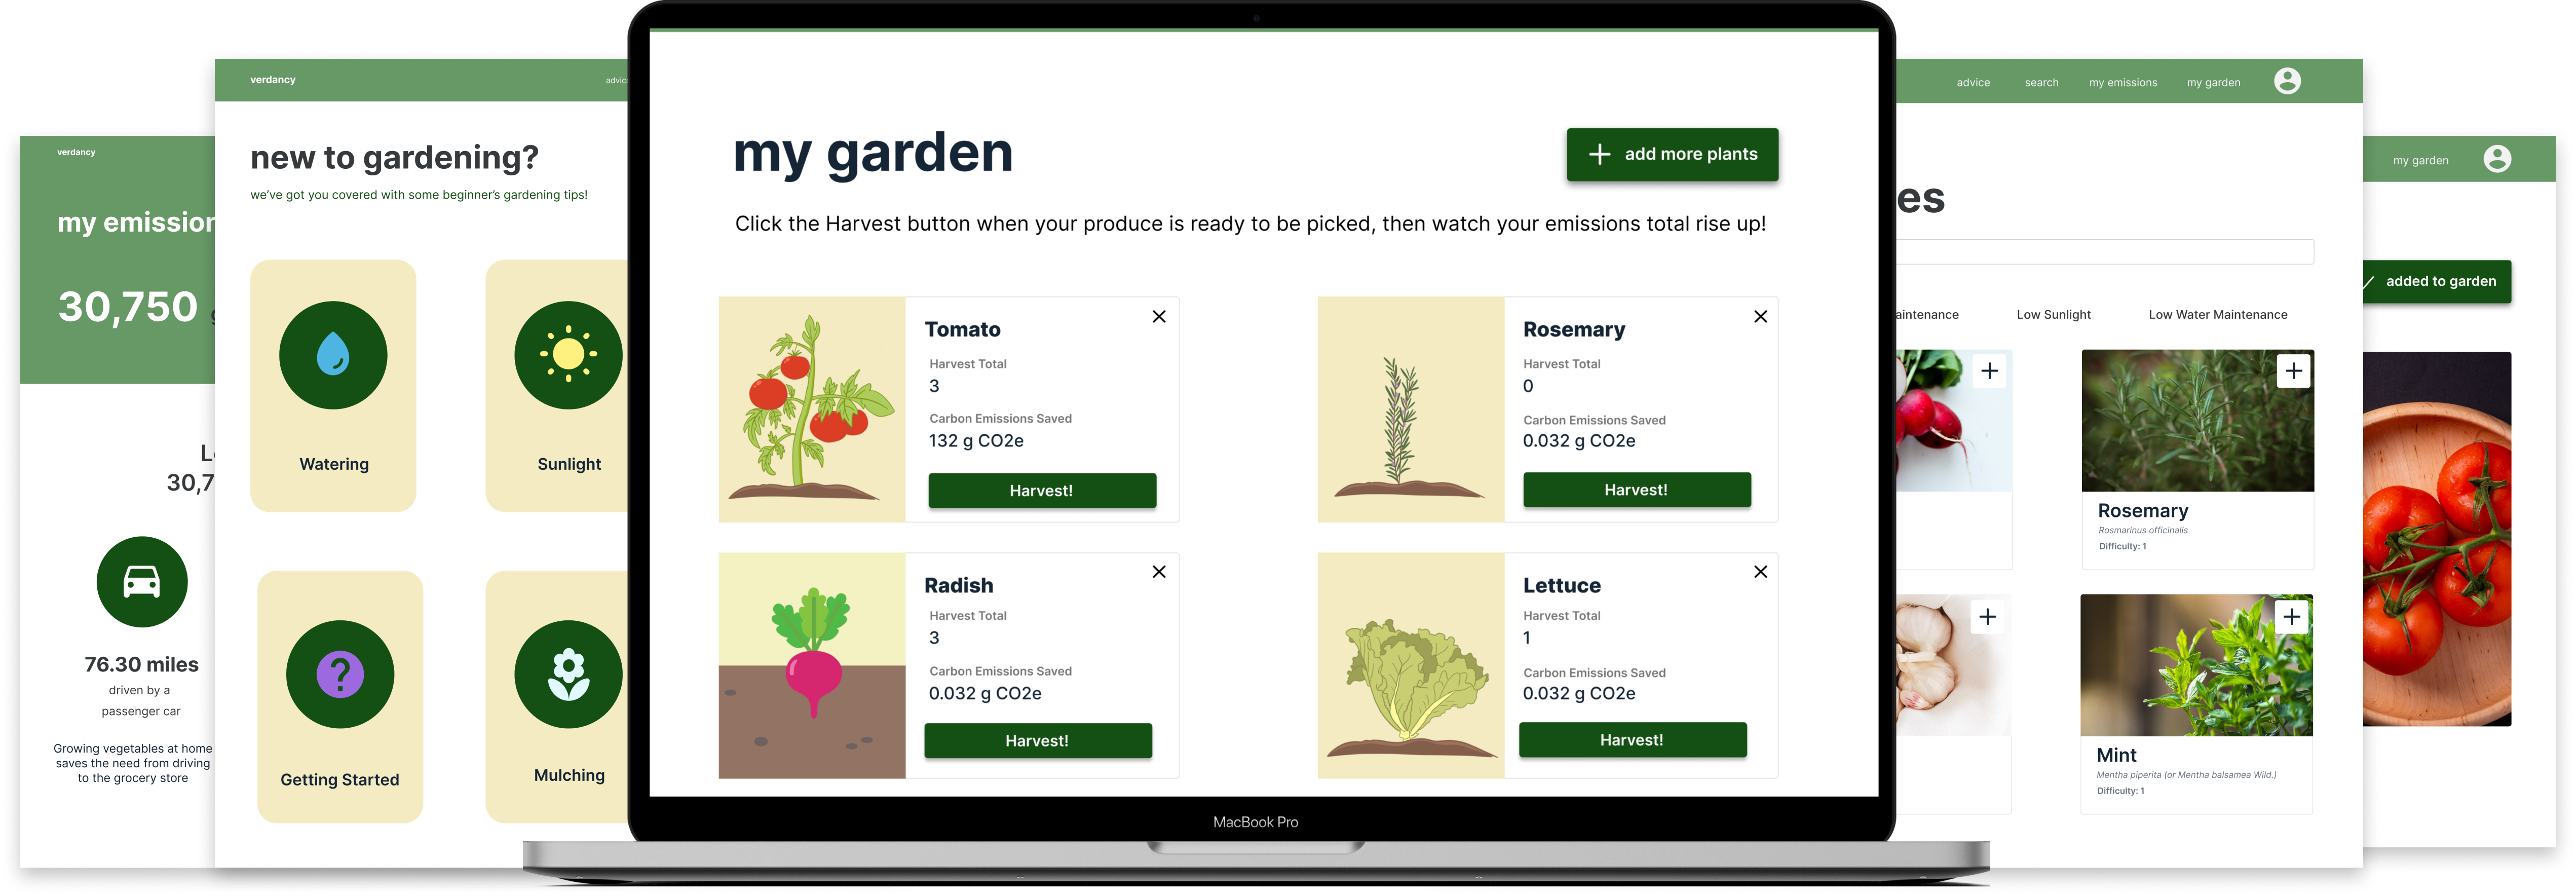 verdancy
my emission
30,750
30,7
76.30 miles
driven by a
passenger car
Growing vegetables at home
saves the need from driving
to the grocery store
verdancy
new to gardening?
we've got you covered with some beginner's gardening tips!
Watering
Sunlight
Getting Started
Mulching
my garden
+ add more plants
Click the Harvest button when your produce is ready to be picked, then watch your emissions total rise up!
Tomato
Harvest Total
3
Carbon Emissions Saved
132 g CO2e
Harvest!
Rosemary
Harvest Total
0
Carbon Emissions Saved
0.032 g CO2e
Harvest!
Radish
Harvest Total
3
Carbon Emissions Saved
0.032 g CO2e
Harvest!
Lettuce
Harvest Total
1
Carbon Emissions Saved
0.032 g CO2e
Harvest!
MacBook Pro
advice search my emissions my garden
es
aintenance Low Sunlight Low Water Maintenance
Rosemary
Rosmarinus officinalis
Difficulty: 1
Mint
Mentha piperita (or Mentha balsamea Wild.)
Difficulty: 1
my garden
added to garden